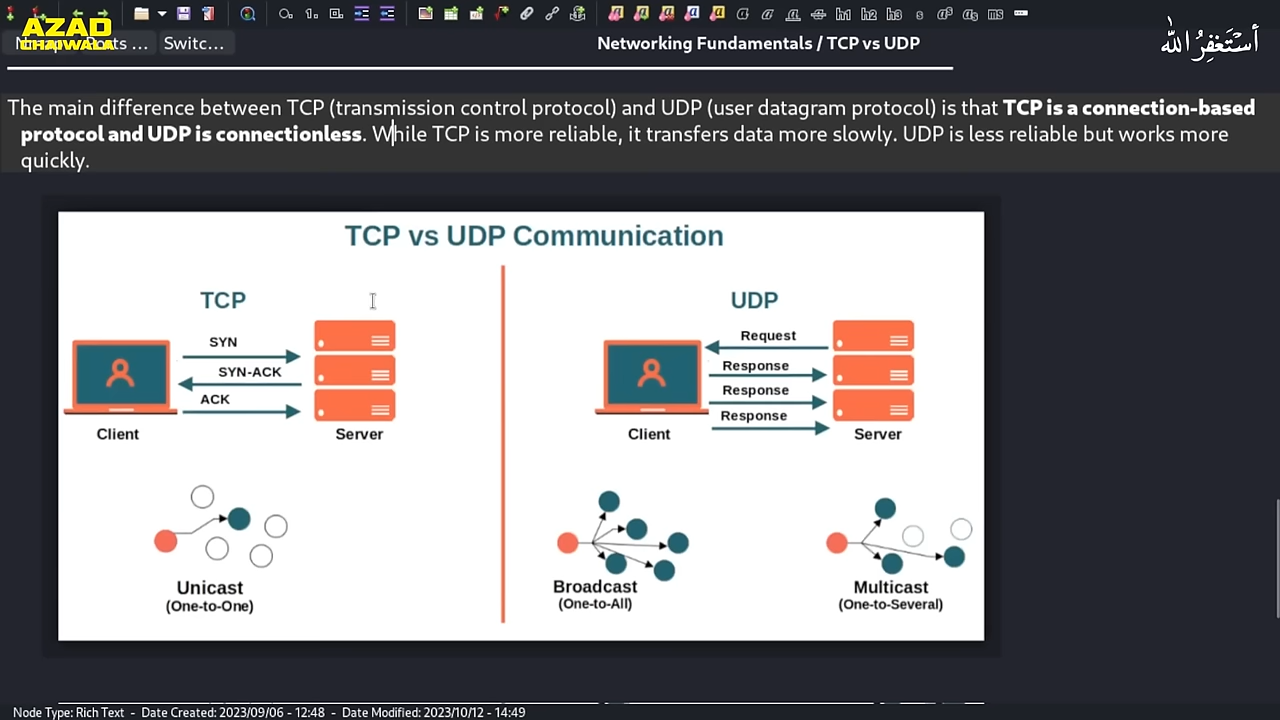 AZAD
CHAIWALA
Switc...
Networking Fundamentals / TCP vs UDP
أستغفر الله
The main difference between TCP (transmission control protocol) and UDP (user datagram protocol) is that TCP is a connection-based
protocol and UDP is connectionless. While TCP is more reliable, it transfers data more slowly. UDP is less reliable but works more
quickly.
TCP vs UDP Communication
TCP
SYN
SYN-ACK
ACK
Client
Server
UDP
Request
Response
Response
Response
Client
Server
Unicast
(One-to-One)
Broadcast
(One-to-All)
Multicast
(One-to-Several)
Node Type: Rich Text - Date Created: 2023/09/06 - 12:48 - Date Modified: 2023/10/12 - 14:49